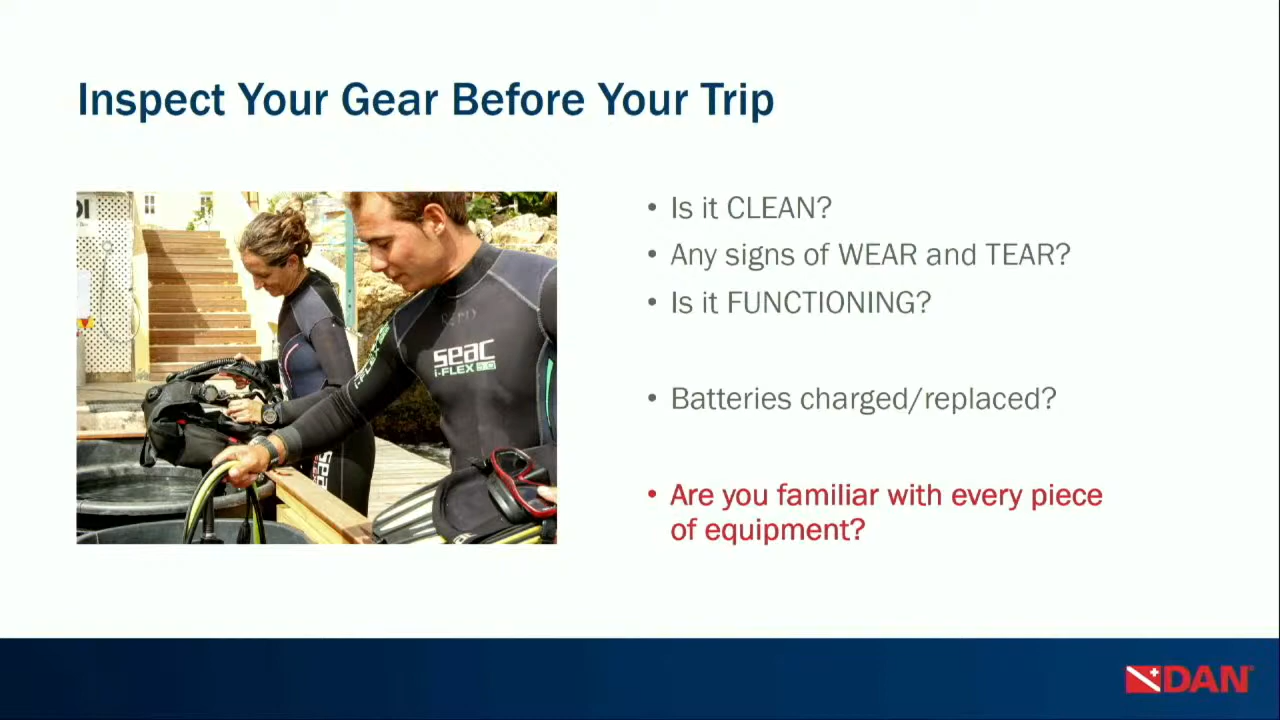 Inspect Your Gear Before Your Trip
• Is it CLEAN?
• Any signs of WEAR and TEAR?
• Is it FUNCTIONING?
• Batteries charged/replaced?
• Are you familiar with every piece
of equipment?
seac
i-FLEX
seac
DAN